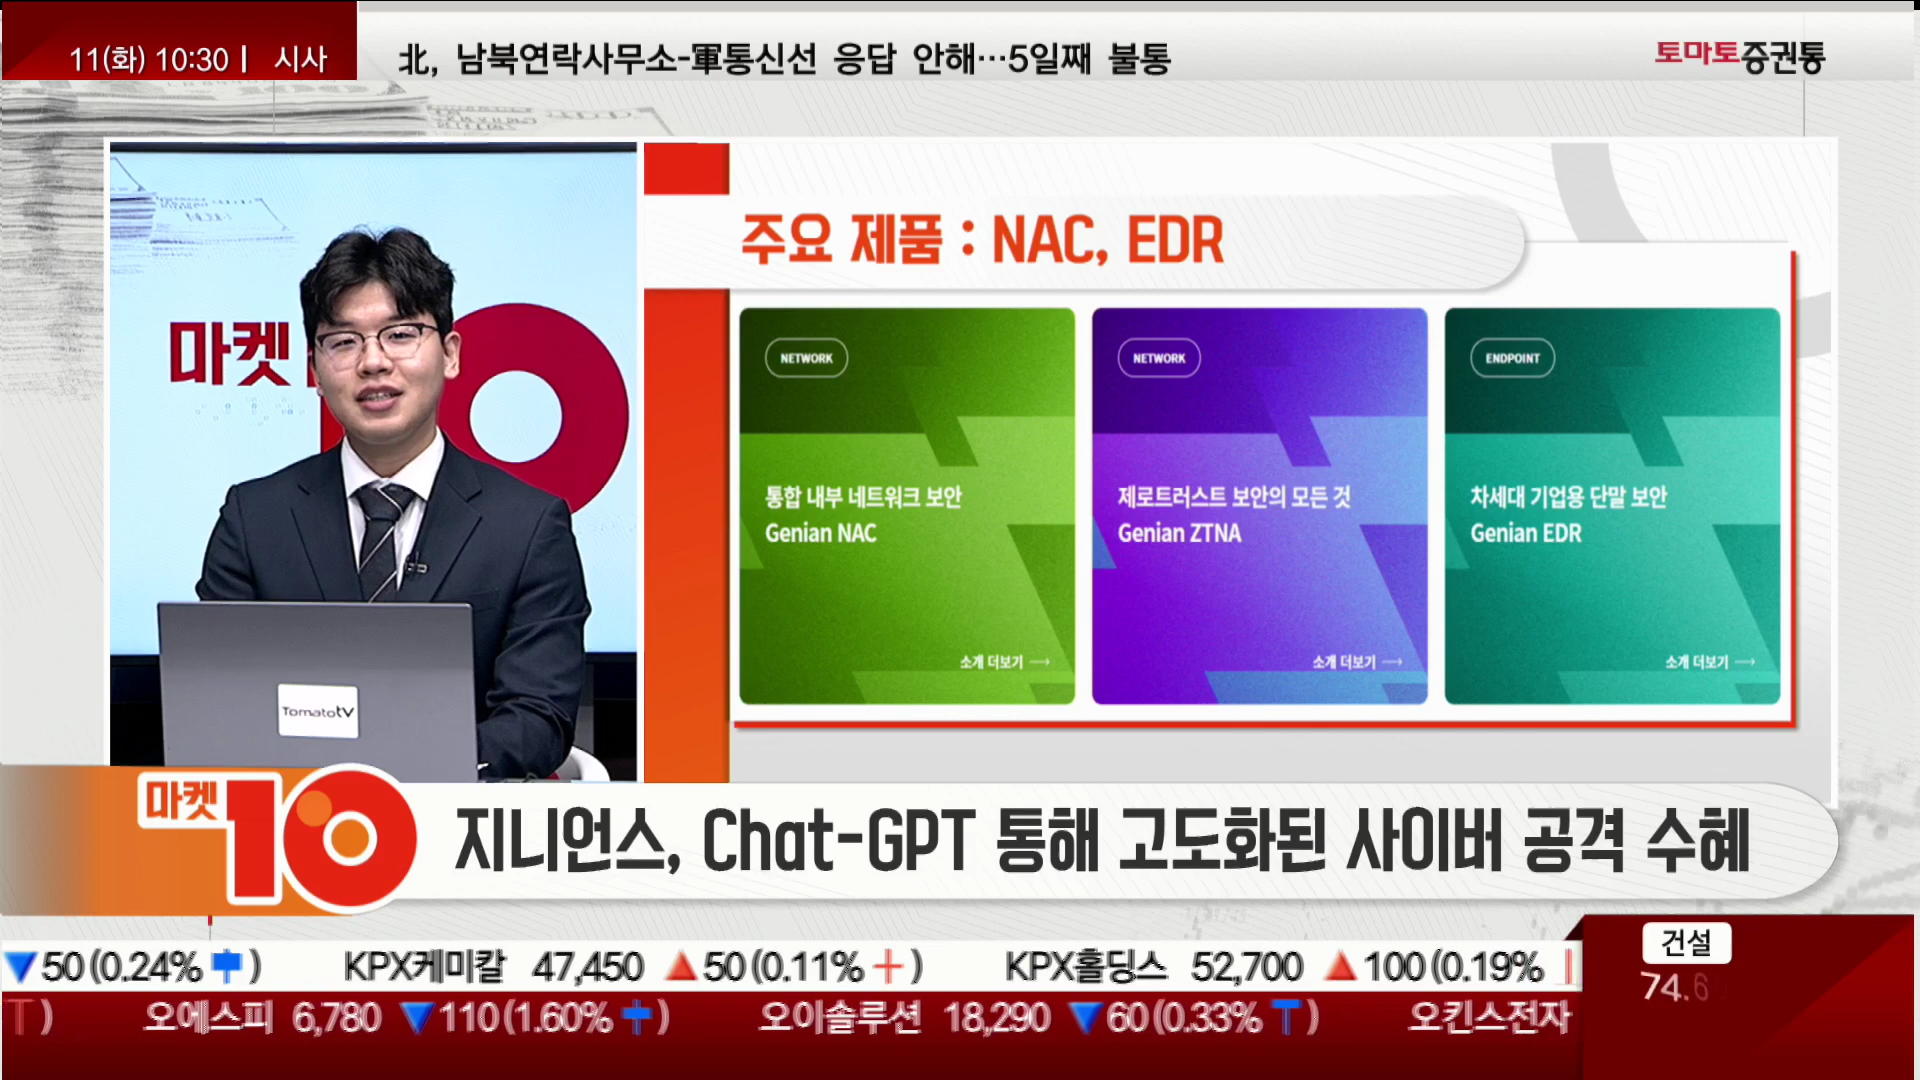 11(화) 10:30 | 시사
北, 남북연락사무소-軍통신선 응답 안해…5일째 불통
토마토증권통
마켓
주요 제품 : NAC, EDR
NETWORK
통합 내부 네트워크 보안
Genian NAC
소개 더보기 →
NETWORK
제로트러스트 보안의 모든 것
Genian ZTNA
소개 더보기 →
ENDPOINT
차세대 기업용 단말 보안
Genian EDR
소개 더보기 →
TomatotV
마켓
10
지니언스, Chat-GPT 통해 고도화된 사이버 공격 수혜
▼50(0.24%) KPX케미칼 47,450 ▲50(0.11%) KPX홀딩스 52,700 ▲100(0.19%
오에스피 6,780 ▼110(1.60%) 오이솔루션 18,290 ▼60(0.33%) 오킨스전자
건설
74.6